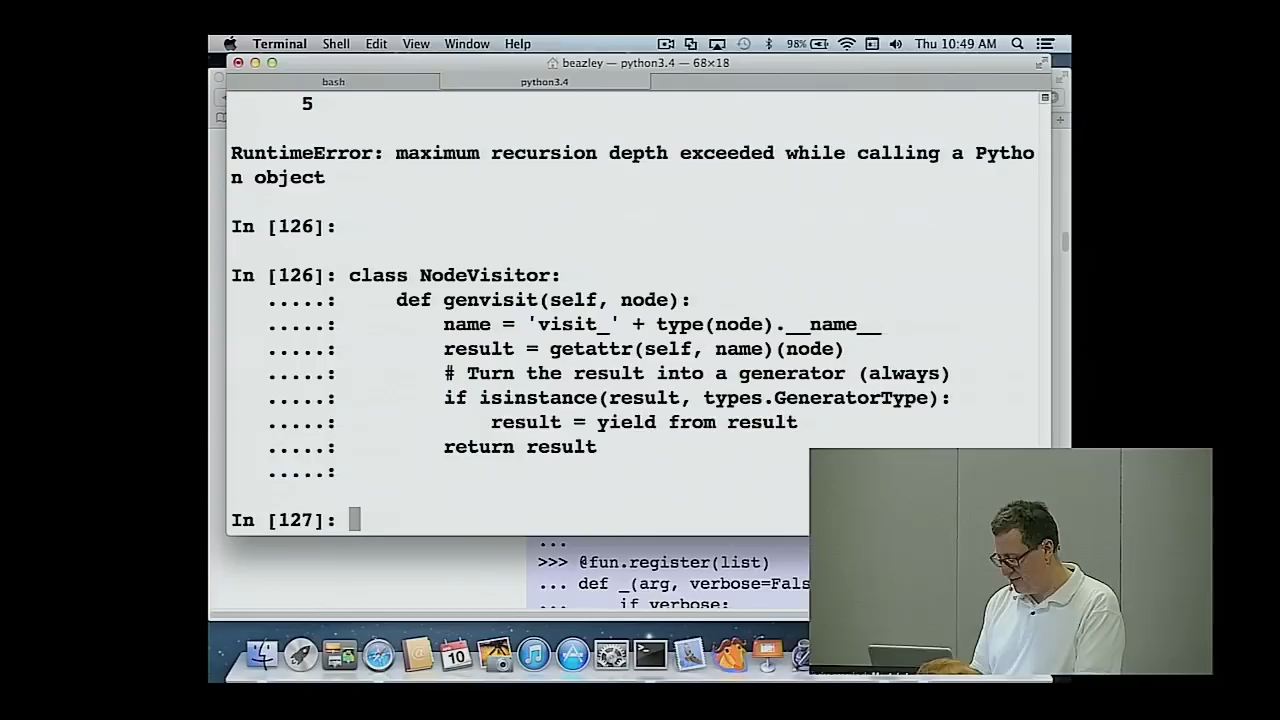 Terminal Shell Edit View Window Help 98% Thu 10:49 AM
beazley — python3.4 — 68×18
bash python3.4
5
RuntimeError: maximum recursion depth exceeded while calling a Pytho
n object
In [126]:
In [126]: class NodeVisitor:
.....: def genvisit(self, node):
.....: name = 'visit_' + type(node).__name__
.....: result = getattr(self, name)(node)
.....: # Turn the result into a generator (always)
.....: if isinstance(result, types.GeneratorType):
.....: result = yield from result
.....: return result
.....:
In [127]:
...
>>> @fun.register(list)
... def _(arg, verbose=Fals
... if verbose:
10